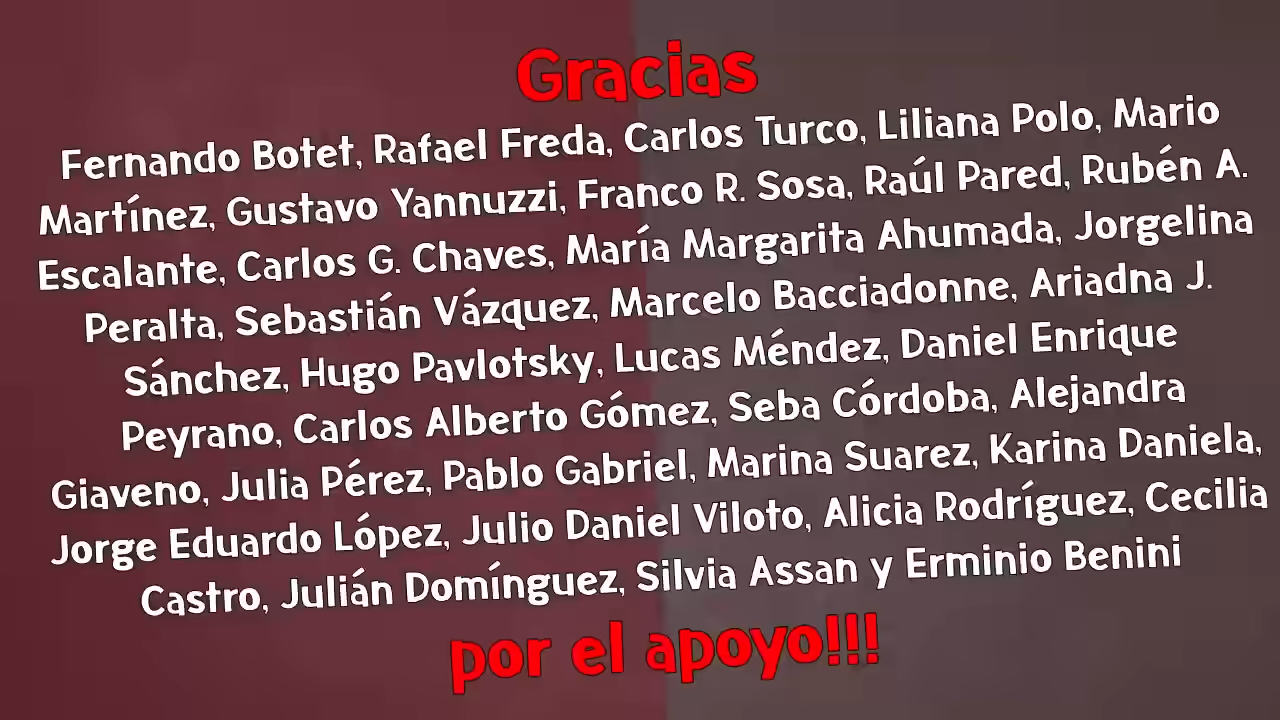 Gracias
Fernando Botet, Rafael Freda, Carlos Turco, Liliana Polo, Mario
Martínez, Gustavo Yannuzzi, Franco R. Sosa, Raúl Pared, Rubén A.
Escalante, Carlos G. Chaves, María Margarita Ahumada, Jorgelina
Peralta, Sebastián Vázquez, Marcelo Bacciadonne, Ariadna J.
Sánchez, Hugo Pavlotsky, Lucas Méndez, Daniel Enrique
Peyrano, Carlos Alberto Gómez, Seba Córdoba, Alejandra
Giaveno, Julia Pérez, Pablo Gabriel, Marina Suarez, Karina Daniela,
Jorge Eduardo López, Julio Daniel Viloto, Alicia Rodríguez, Cecilia
Castro, Julián Domínguez, Silvia Assan y Erminio Benini
por el apoyo!!!